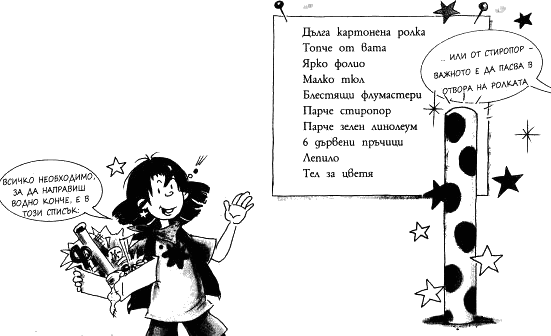 ВСИЧКО НЕОБХОДИМО,
ЗА ДА НАПРАВИШ
ВОДНО КОНЧЕ, Е В
ТОЗИ СПИСЪК:
Дълга картонена ролка
Топче от вата
Ярко фолио
Малко тюл
Блестящи флумастери
Парче стиропор
Парче зелен линолеум
6 дървени пръчици
Лепило
Тел за цветя
... ИЛИ ОТ СТИРОПОР -
ВАЖНОТО Е ДА ПАСВА В
ОТВОРА НА РОЛКАТА